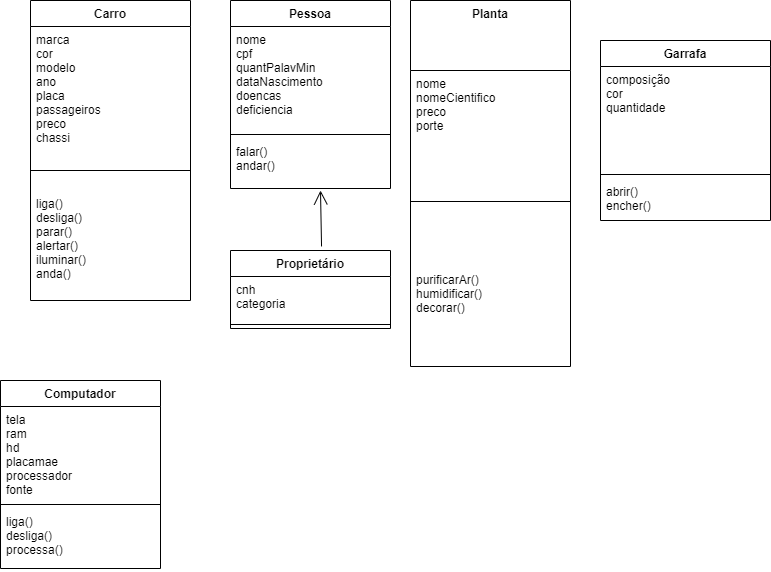 Carro
marca
cor
modelo
ano
placa
passageiros
preco
chassi
liga()
desliga()
parar()
alertar()
iluminar()
anda()
Pessoa
nome
cpf
quantPalavMin
dataNascimento
doencas
deficiencia
falar()
andar()
Proprietário
cnh
categoria
Planta
nome
nomeCientifico
preco
porte
purificarAr()
humidificar()
decorar()
Garrafa
composição
cor
quantidade
abrir()
encher()
Computador
tela
ram
hd
placamae
processador
fonte
liga()
desliga()
processa()